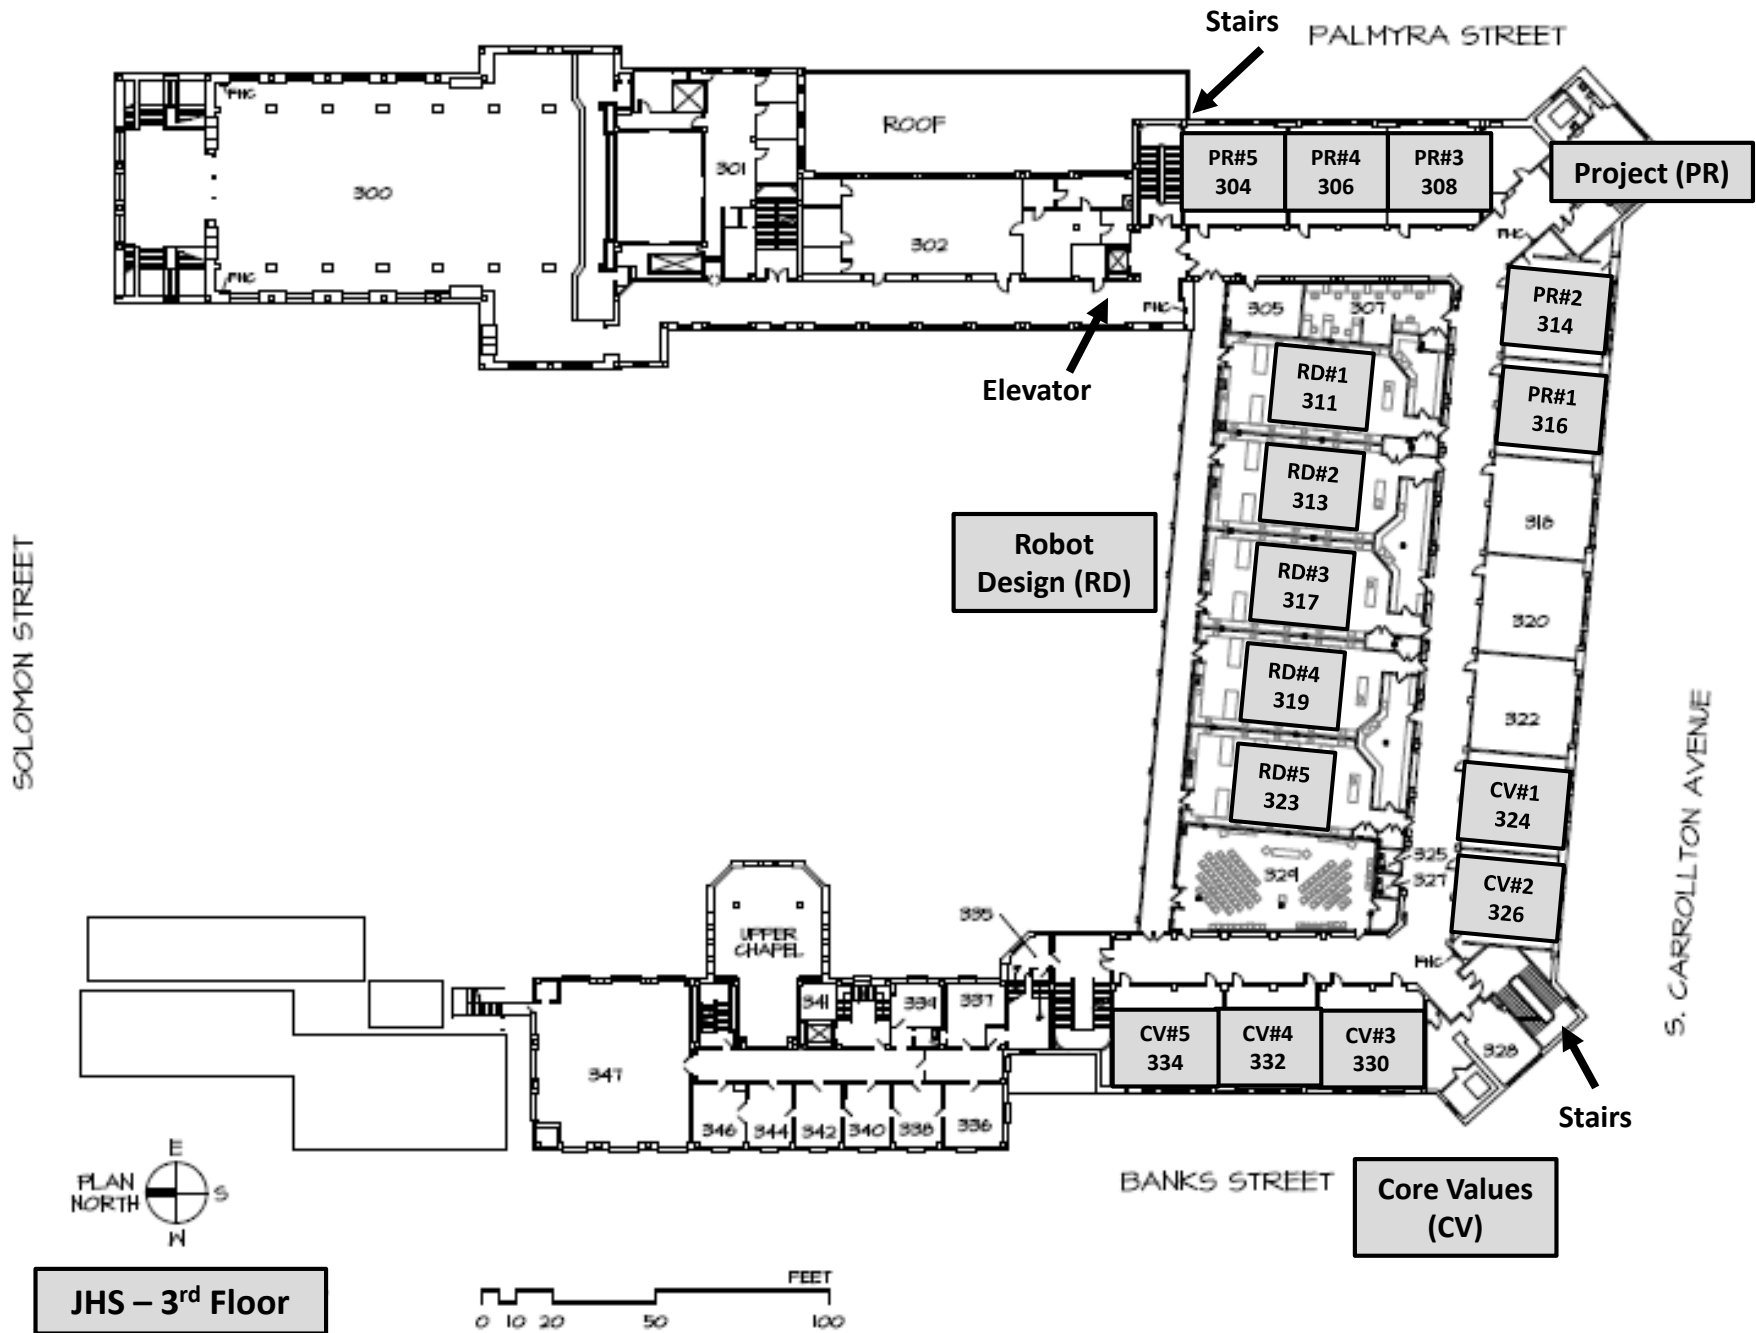 Stairs
PALMYRA STREET
FHC
300
FHC
301
ROOF
302
PR#5
304
PR#4
306
PR#3
308
Project (PR)
FHC
FHC
Elevator
305
307
PR#2
314
PR#1
316
318
320
322
RD#1
311
RD#2
313
RD#3
317
RD#4
319
RD#5
323
Robot
Design (RD)
SOLOMON STREET
S. CARROLLTON AVENUE
CV#1
324
CV#2
326
325
327
329
335
FHC
UPPER
CHAPEL
341
339
337
347
346
344
342
340
338
336
CV#5
334
CV#4
332
CV#3
330
328
Stairs
BANKS STREET
Core Values
(CV)
PLAN
NORTH
E
S
W
JHS – 3rd Floor
FEET
0 10 20 50 100